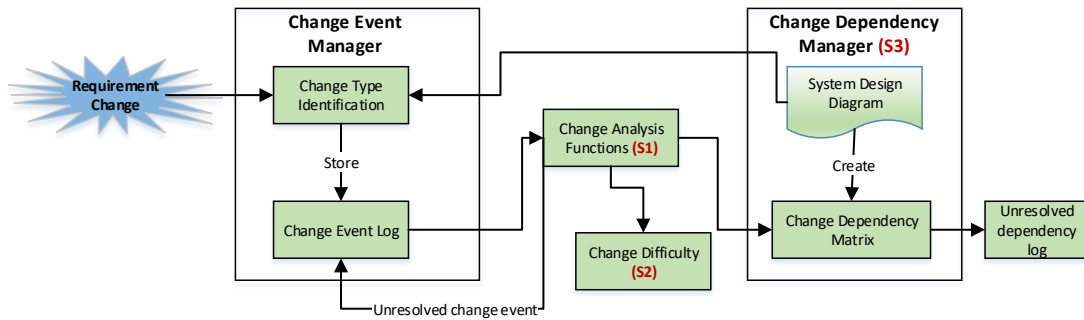 Change Event
Manager
Change Dependency
Manager (S3)
Requirement
Change
Change Type
Identification
System Design
Diagram
Change Analysis
Functions (S1)
Store
Create
Change Event Log
Change Difficulty
(S2)
Change Dependency
Matrix
Unresolved
dependency
log
Unresolved change event